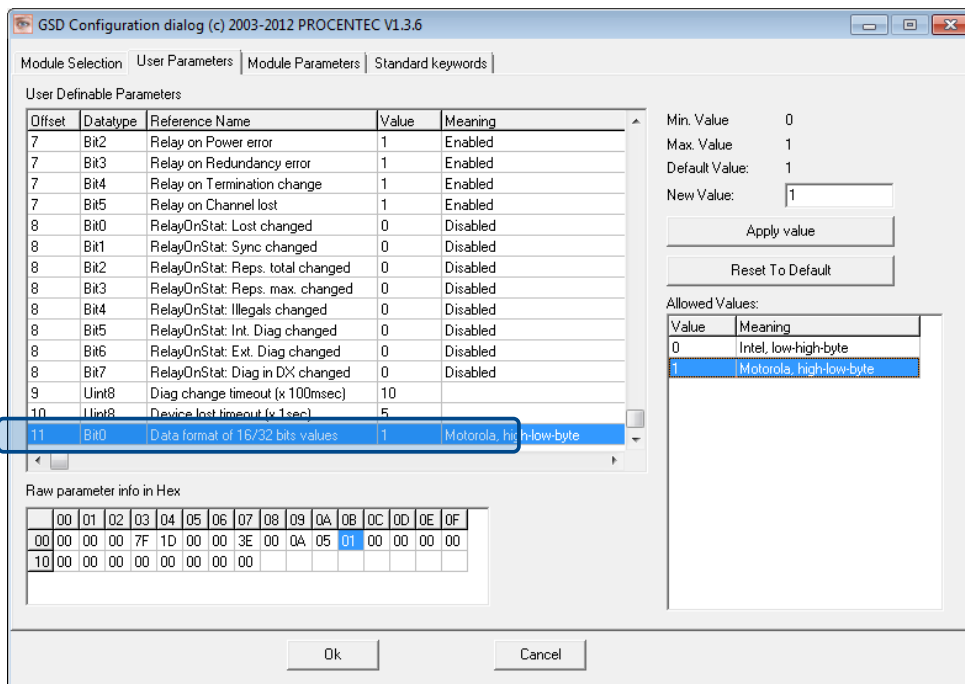 GSD Configuration dialog (c) 2003-2012 PROCENTEC V1.3.6
Module Selection User Parameters Module Parameters Standard keywords
User Definable Parameters
Offset Datatype Reference Name Value Meaning
7 Bit2 Relay on Power error 1 Enabled
7 Bit3 Relay on Redundancy error 1 Enabled
7 Bit4 Relay on Termination change 1 Enabled
7 Bit5 Relay on Channel lost 1 Enabled
8 Bit0 RelayOnStat: Lost changed 0 Disabled
8 Bit1 RelayOnStat: Sync changed 0 Disabled
8 Bit2 RelayOnStat: Reps. total changed 0 Disabled
8 Bit3 RelayOnStat: Reps. max. changed 0 Disabled
8 Bit4 RelayOnStat: Illegals changed 0 Disabled
8 Bit5 RelayOnStat: Int. Diag changed 0 Disabled
8 Bit6 RelayOnStat: Ext. Diag changed 0 Disabled
8 Bit7 RelayOnStat: Diag in DX changed 0 Disabled
9 Uint8 Diag change timeout (x 100msec) 10
10 Uint8 Device lost timeout (x 1sec) 5
11 Bit0 Data format of 16/32 bits values 1 Motorola, high-low-byte
Min. Value 0
Max. Value 1
Default Value: 1
New Value: 1
Apply value
Reset To Default
Allowed Values:
Value Meaning
0 Intel, low-high-byte
1 Motorola, high-low-byte
Raw parameter info in Hex
00 01 02 03 04 05 06 07 08 09 0A 0B 0C 0D 0E 0F
00 00 00 00 7F 1D 00 00 3E 00 0A 05 01 00 00 00 00
10 00 00 00 00 00 00 00 00
Ok Cancel